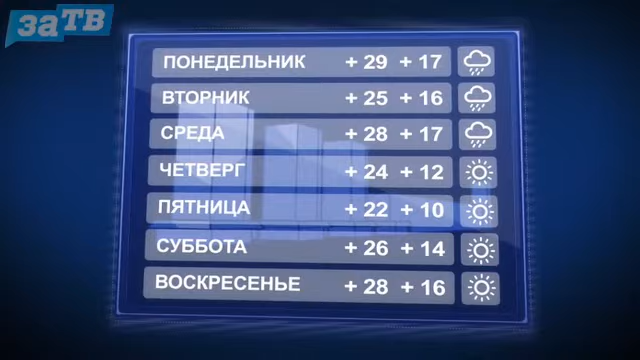 заТВ
ПОНЕДЕЛЬНИК + 29 + 17
ВТОРНИК + 25 + 16
СРЕДА + 28 + 17
ЧЕТВЕРГ + 24 + 12
ПЯТНИЦА + 22 + 10
СУББОТА + 26 + 14
ВОСКРЕСЕНЬЕ + 28 + 16